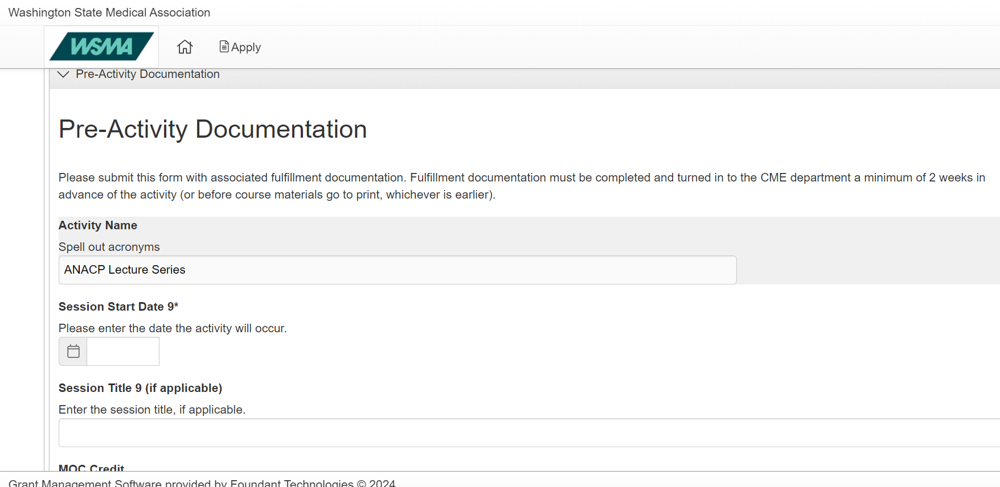 Washington State Medical Association
WSMA
Apply
Pre-Activity Documentation
Pre-Activity Documentation
Please submit this form with associated fulfillment documentation. Fulfillment documentation must be completed and turned in to the CME department a minimum of 2 weeks in
advance of the activity (or before course materials go to print, whichever is earlier).
Activity Name
Spell out acronyms
ANACP Lecture Series
Session Start Date 9*
Please enter the date the activity will occur.
Session Title 9 (if applicable)
Enter the session title, if applicable.
MOC Credit
Grant Management Software provided by Foundant Technologies © 2024